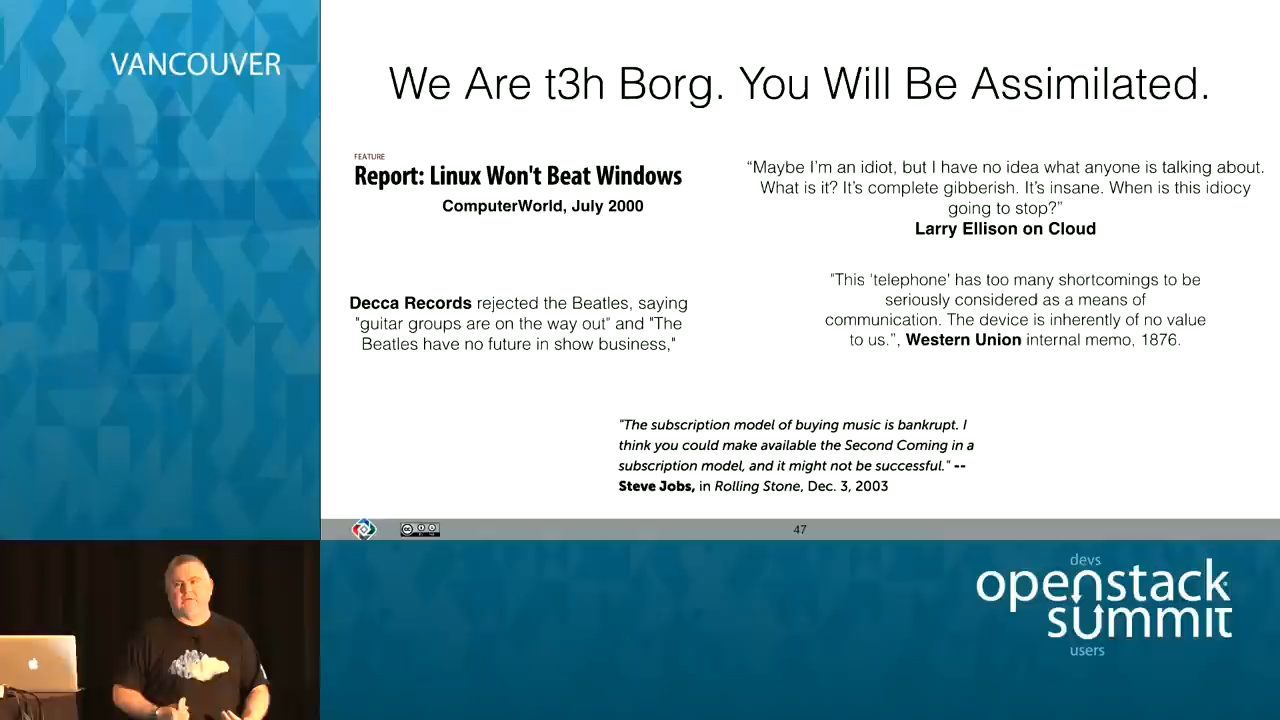 VANCOUVER
We Are t3h Borg. You Will Be Assimilated.
FEATURE
Report: Linux Won't Beat Windows
ComputerWorld, July 2000
“Maybe I’m an idiot, but I have no idea what anyone is talking about.
What is it? It’s complete gibberish. It’s insane. When is this idiocy
going to stop?”
Larry Ellison on Cloud
Decca Records rejected the Beatles, saying
"guitar groups are on the way out" and "The
Beatles have no future in show business,"
"This 'telephone' has too many shortcomings to be
seriously considered as a means of
communication. The device is inherently of no value
to us.", Western Union internal memo, 1876.
"The subscription model of buying music is bankrupt. I
think you could make available the Second Coming in a
subscription model, and it might not be successful." --
Steve Jobs, in Rolling Stone, Dec. 3, 2003
47
devs
openstack
summit
users